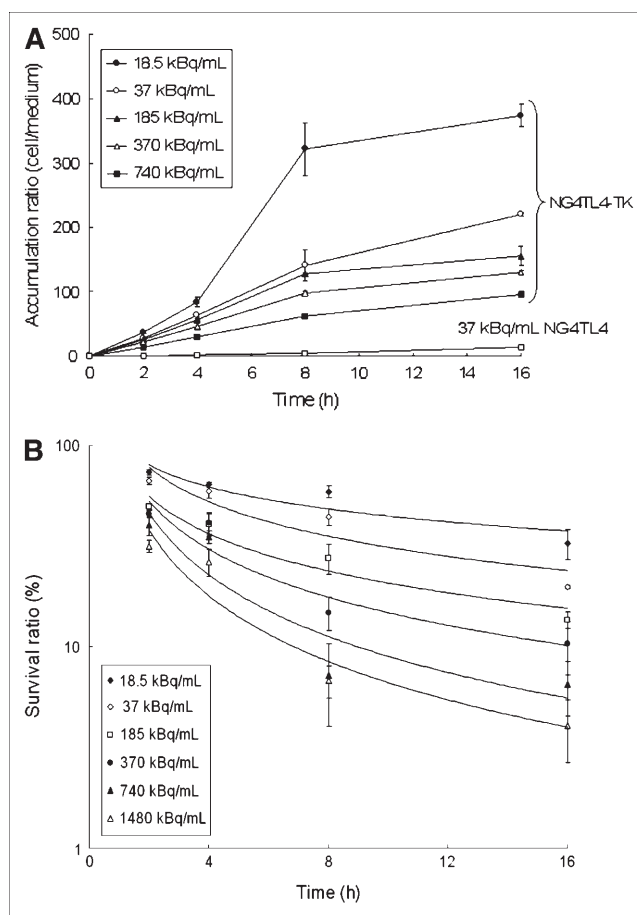 A
500
400
300
200
100
0
Accumulation ratio (cell/medium)
18.5 kBq/mL
37 kBq/mL
185 kBq/mL
370 kBq/mL
740 kBq/mL
NG4TL4-TK
37 kBq/mL NG4TL4
0 2 4 6 8 10 12 14 16
Time (h)
B
100
10
1
Survival ratio (%)
18.5 kBq/mL
37 kBq/mL
185 kBq/mL
370 kBq/mL
740 kBq/mL
1480 kBq/mL
0 4 8 12 16
Time (h)